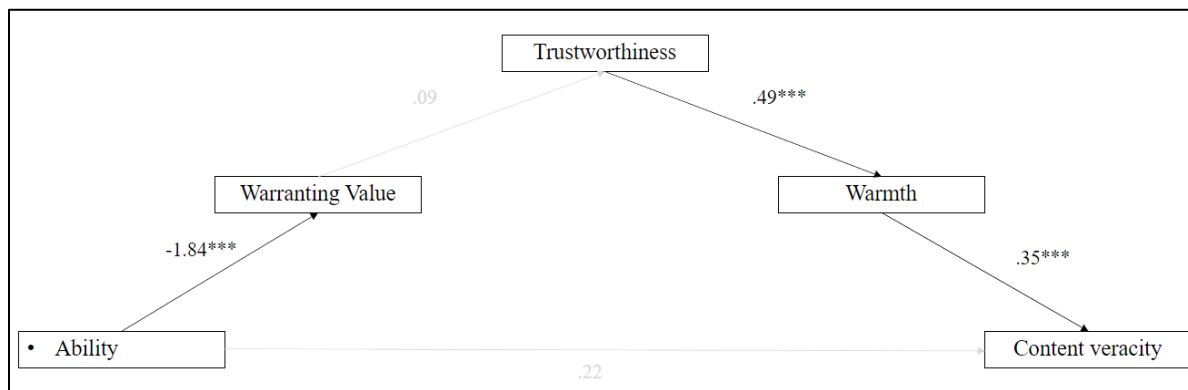 Trustworthiness
.09
.49***
Warranting Value
Warmth
-1.84***
.35***
• Ability
Content veracity
.22